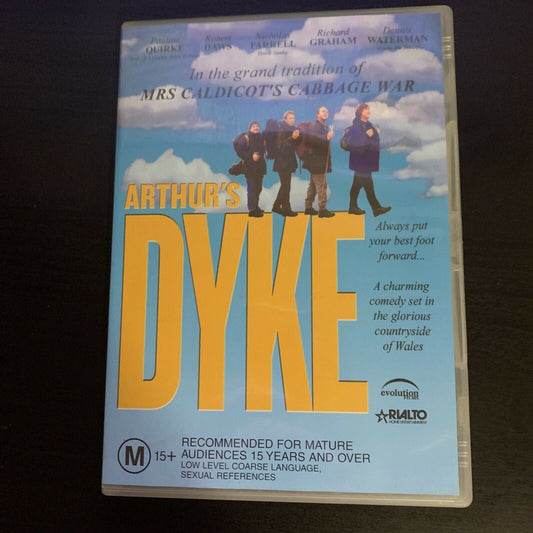 Pauline Robert Nicholas Richard Dennis
QUIRKE DAWS FARRELL GRAHAM WATERMAN
In the grand tradition of
MRS CALDICOT'S CABBAGE WAR
ARTHUR'S
DYKE
Always put
your best foot
forward...
A charming
comedy set in
the glorious
countryside
of Wales
evolution
RIALTO
HOME ENTERTAINMENT
M 15+
RECOMMENDED FOR MATURE
AUDIENCES 15 YEARS AND OVER
LOW LEVEL COARSE LANGUAGE,
SEXUAL REFERENCES